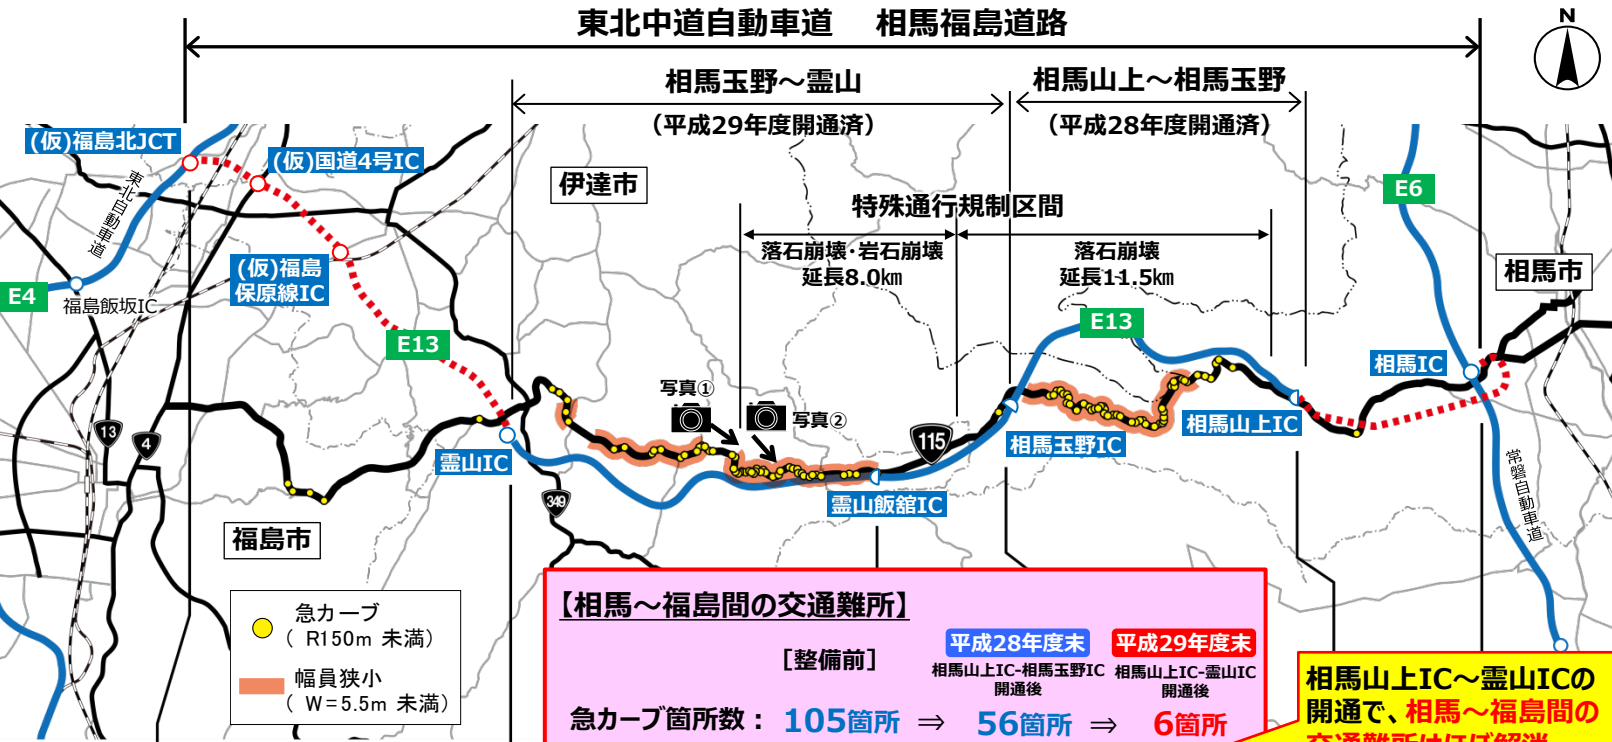 東北中道自動車道　相馬福島道路
N
相馬玉野～霊山
（平成29年度開通済）
相馬山上～相馬玉野
（平成28年度開通済）
(仮)福島北JCT
(仮)国道4号IC
東北自動車道
伊達市
E6
特殊通行規制区間
落石崩壊・岩石崩壊
延長8.0km
落石崩壊
延長11.5km
(仮)福島
保原線IC
相馬市
E4
福島飯坂IC
E13
E13
相馬IC
写真①
写真②
13
4
115
霊山IC
相馬玉野IC
相馬山上IC
349
霊山飯舘IC
常磐自動車道
福島市
急カーブ
（ R150m 未満）
幅員狭小
（ W=5.5m 未満）
【相馬～福島間の交通難所】
［整備前］
平成28年度末
相馬山上IC-相馬玉野IC
開通後
平成29年度末
相馬山上IC-霊山IC
開通後
急カーブ箇所数： 105箇所 ⇒ 56箇所 ⇒ 6箇所
相馬山上IC～霊山ICの
開通で、相馬～福島間の
交通難所はほぼ解消